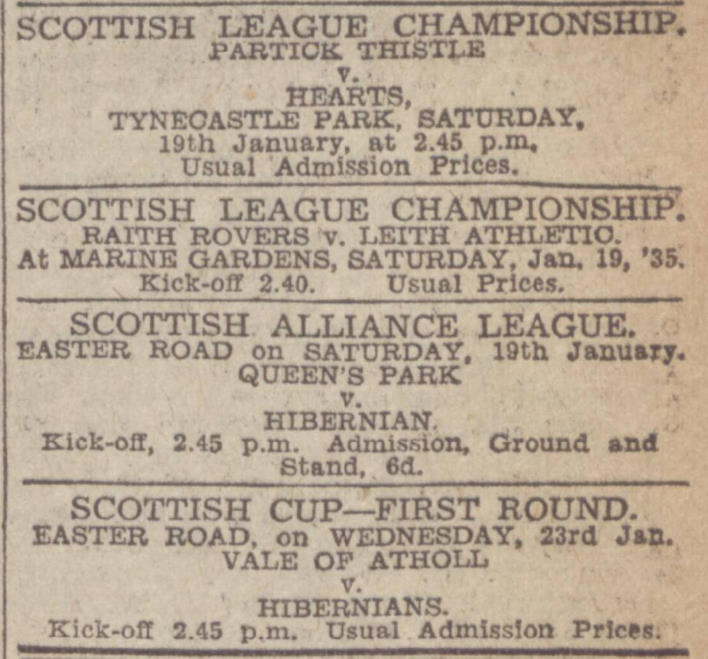 SCOTTISH LEAGUE CHAMPIONSHIP.
PARTICK THISTLE
v.
HEARTS,
TYNECASTLE PARK, SATURDAY,
19th January, at 2.45 p.m.
Usual Admission Prices.
SCOTTISH LEAGUE CHAMPIONSHIP.
RAITH ROVERS v. LEITH ATHLETIC.
At MARINE GARDENS, SATURDAY, Jan. 19, '35.
Kick-off 2.40. Usual Prices.
SCOTTISH ALLIANCE LEAGUE.
EASTER ROAD on SATURDAY, 19th January.
QUEEN'S PARK
v.
HIBERNIAN.
Kick-off, 2.45 p.m. Admission, Ground and
Stand, 6d.
SCOTTISH CUP—FIRST ROUND.
EASTER ROAD, on WEDNESDAY, 23rd Jan.
VALE OF ATHOLL
v.
HIBERNIANS.
Kick-off 2.45 p.m. Usual Admission Prices.